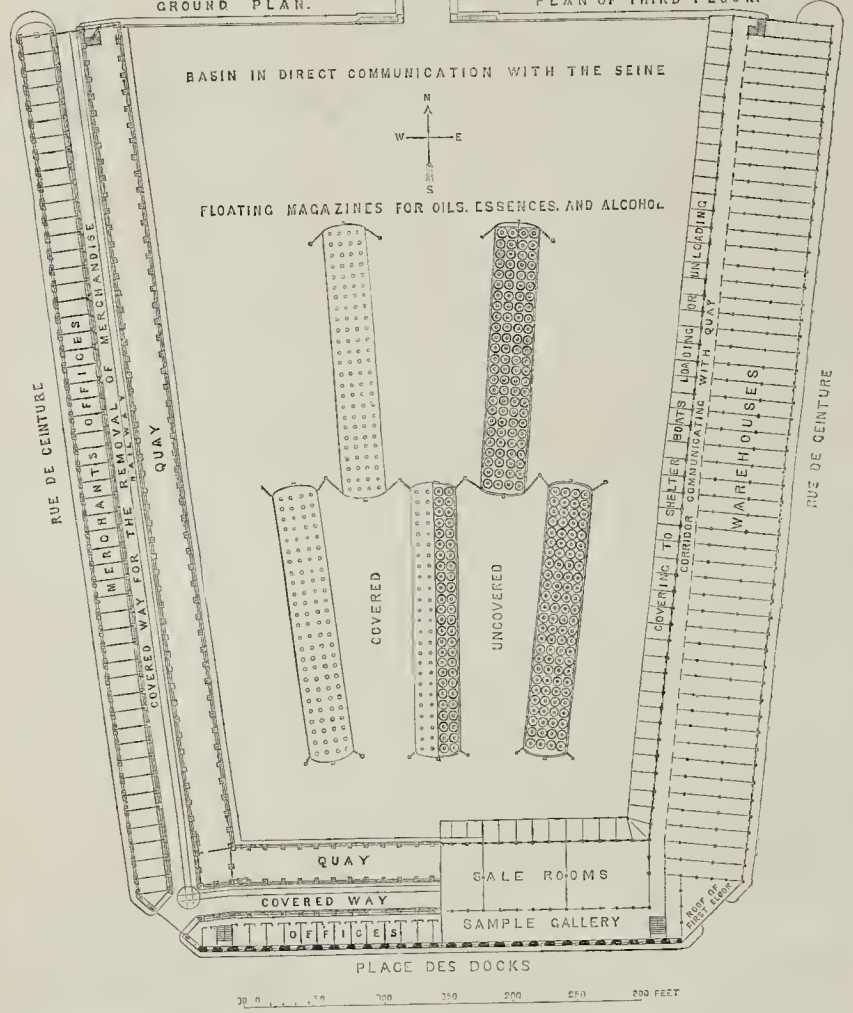 GROUND PLAN.
PLAN OF THIRD FLOOR.
BASIN IN DIRECT COMMUNICATION WITH THE SEINE
N
W E
S
FLOATING MAGAZINES FOR OILS, ESSENCES, AND ALCOHOL
RUE DE CEINTURE
MERCHANTS OFFICES
COVERED WAY FOR THE REMOVAL OF MERCHANDISE
RAILWAY
QUAY
COVERED
UNCOVERED
COVERING TO SHELTER BOATS LOADING OR UNLOADING
CORRIDOR COMMUNICATING WITH QUAY
WAREHOUSES
RUE DE CEINTURE
QUAY
SALE ROOMS
COVERED WAY
ROOF OF
FIRST FLOOR
OFFICES
SAMPLE GALLERY
PLACE DES DOCKS
200 250 300 FEET